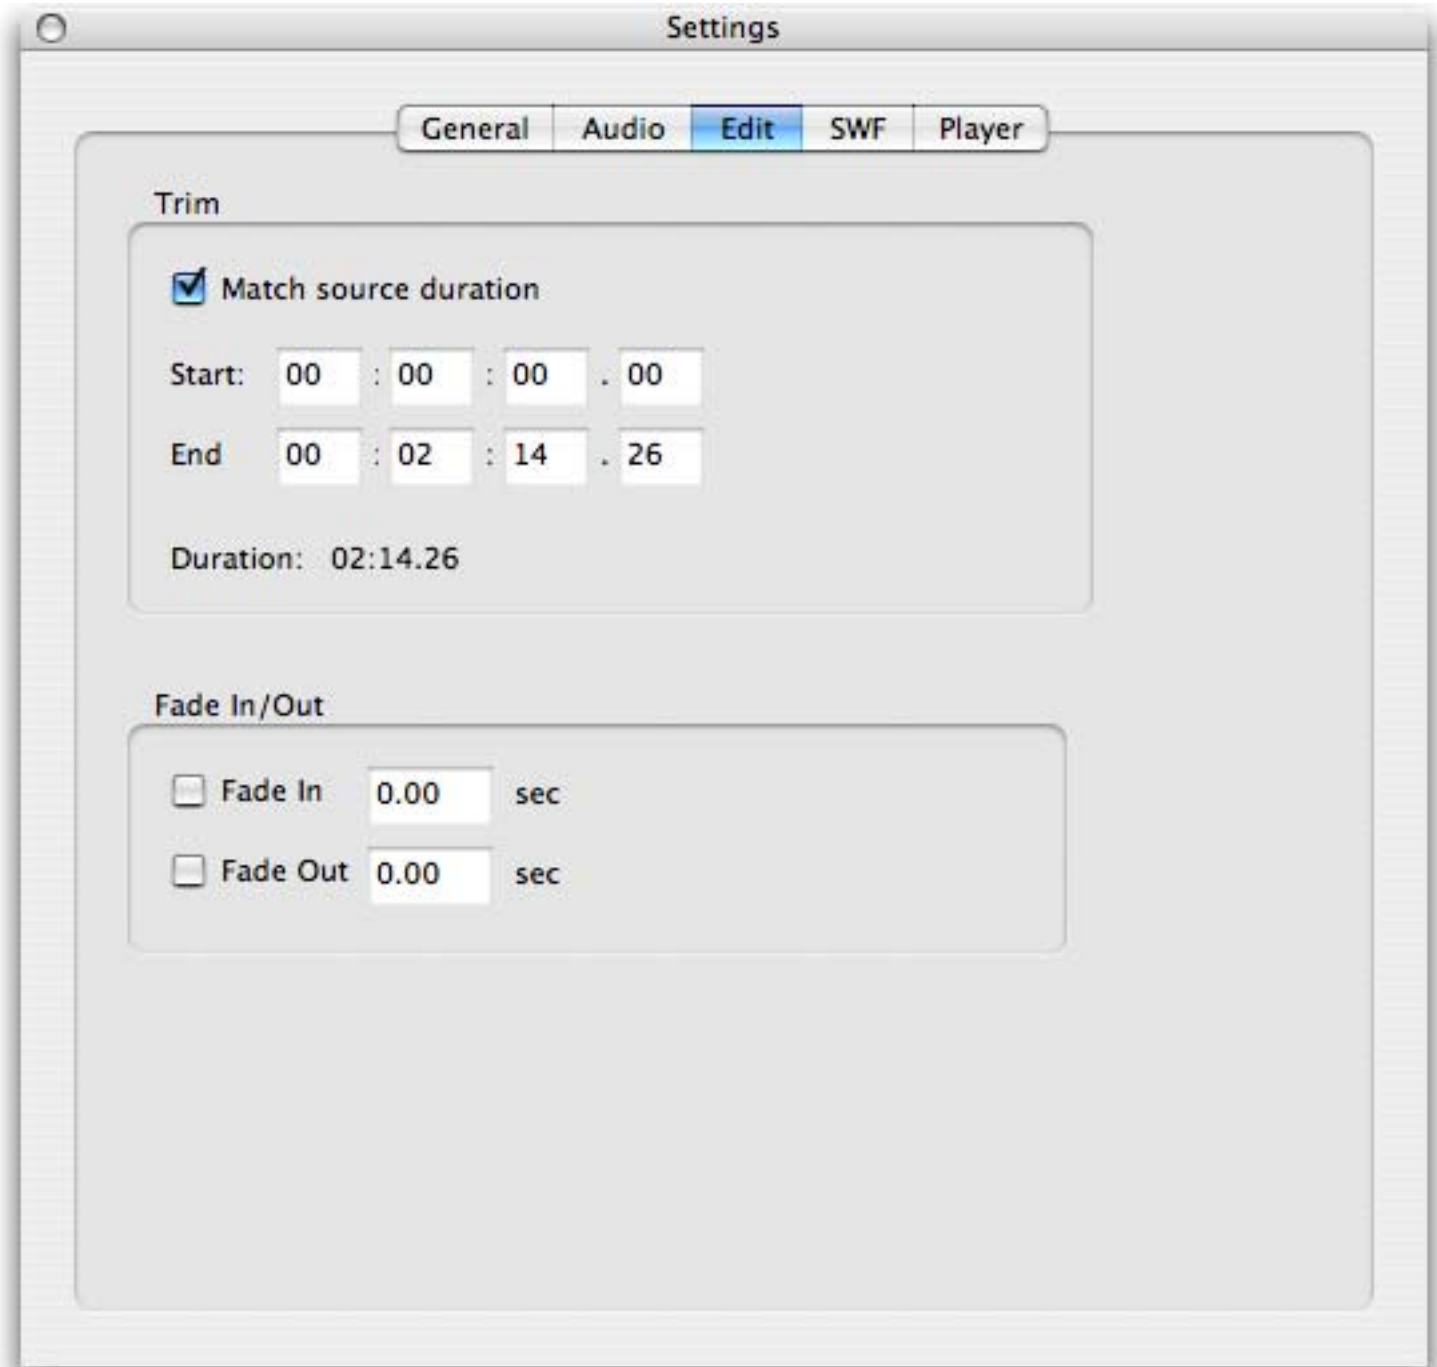 Settings
General Audio Edit SWF Player
Trim
Match source duration
Start: 00 : 00 : 00 . 00
End 00 : 02 : 14 . 26
Duration: 02:14.26
Fade In/Out
Fade In 0.00 sec
Fade Out 0.00 sec